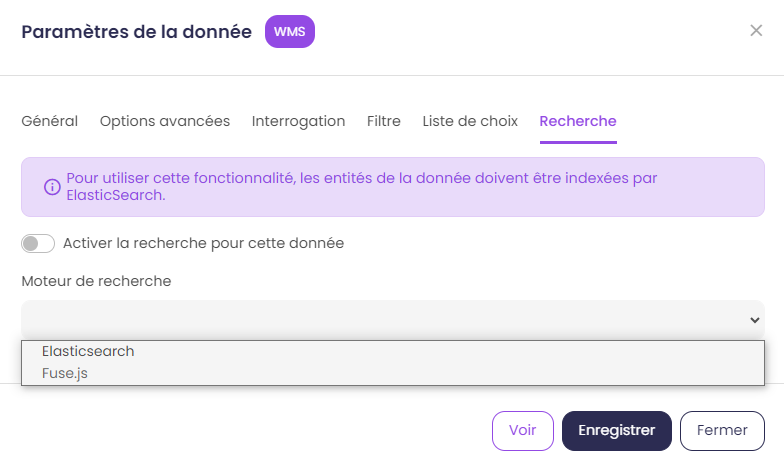 Paramètres de la donnée WMS
Général Options avancées Interrogation Filtre Liste de choix Recherche
Pour utiliser cette fonctionnalité, les entités de la donnée doivent être indexées par
ElasticSearch.
Activer la recherche pour cette donnée
Moteur de recherche
Elasticsearch
Fuse.js
Voir Enregistrer Fermer